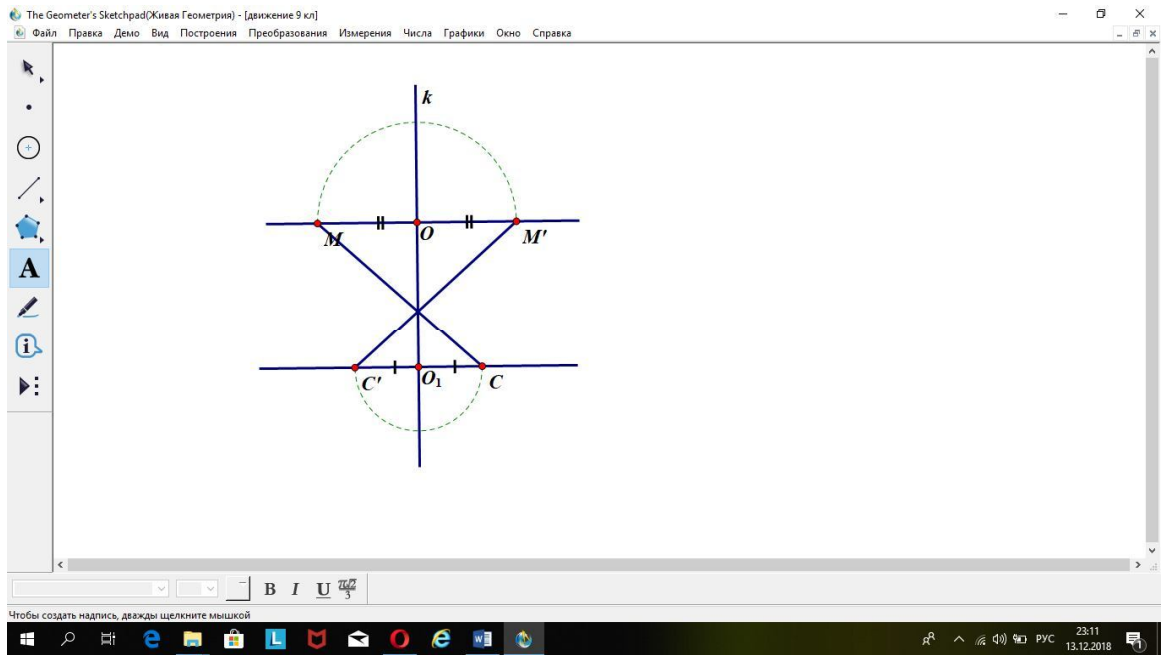 The Geometer's Sketchpad(Живая Геометрия) - [движение 9 кл]
Файл Правка Демо Вид Построения Преобразования Измерения Числа Графики Окно Справка
k
M O M'
C' O₁ C
A
B I U
Чтобы создать надпись, дважды щелкните мышкой
РУС 23:11
13.12.2018